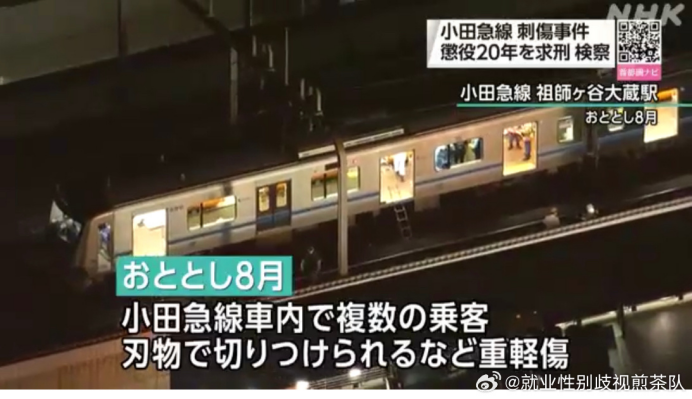 NHK
小田急線 刺傷事件
懲役20年を求刑 検察
首都圏ナビ
小田急線 祖師ヶ谷大蔵駅
おととし8月
おととし8月
小田急線車内で複数の乗客
刃物で切りつけられるなど重軽傷
@就业性别歧视煎茶队